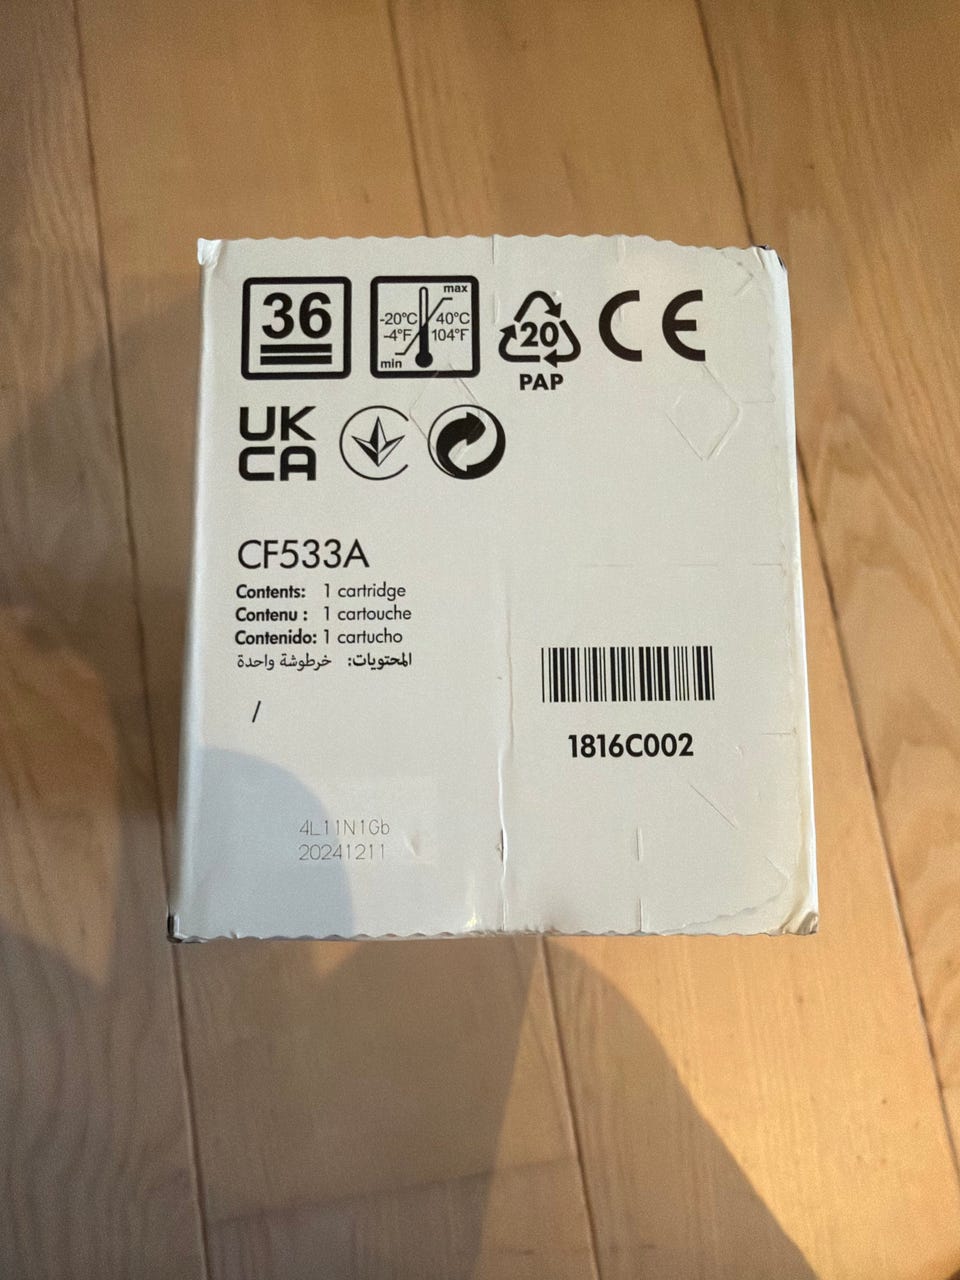 36
max
-20°C 40°C
-4°F 104°F
min
20
PAP
CE
UK
CA
CF533A
Contents: 1 cartridge
Contenu : 1 cartouche
Contenido: 1 cartucho
المحتويات: خرطوشة واحدة
/
1816C002
4L11N1Gb
20241211